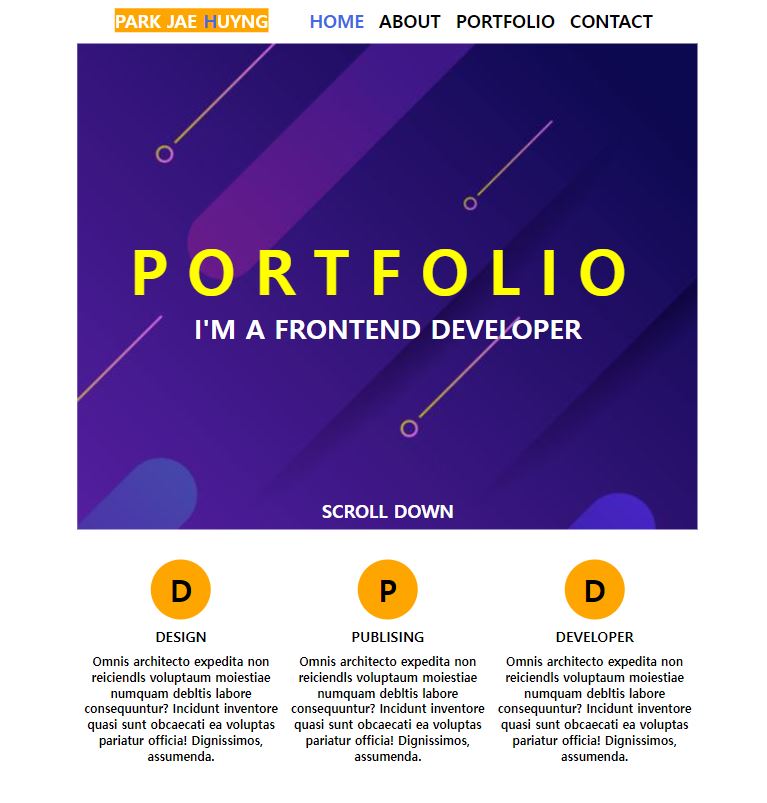 PARK JAE HUYNG HOME ABOUT PORTFOLIO CONTACT
PORTFOLIO
I'M A FRONTEND DEVELOPER
SCROLL DOWN
D
DESIGN
Omnis architecto expedita non
reiciendls voluptaum moiestiae
numquam debltis labore
consequuntur? Incidunt inventore
quasi sunt obcaecati ea voluptas
pariatur officia! Dignissimos,
assumenda.
P
PUBLISING
Omnis architecto expedita non
reiciendls voluptaum moiestiae
numquam debltis labore
consequuntur? Incidunt inventore
quasi sunt obcaecati ea voluptas
pariatur officia! Dignissimos,
assumenda.
D
DEVELOPER
Omnis architecto expedita non
reiciendls voluptaum moiestiae
numquam debltis labore
consequuntur? Incidunt inventore
quasi sunt obcaecati ea voluptas
pariatur officia! Dignissimos,
assumenda.